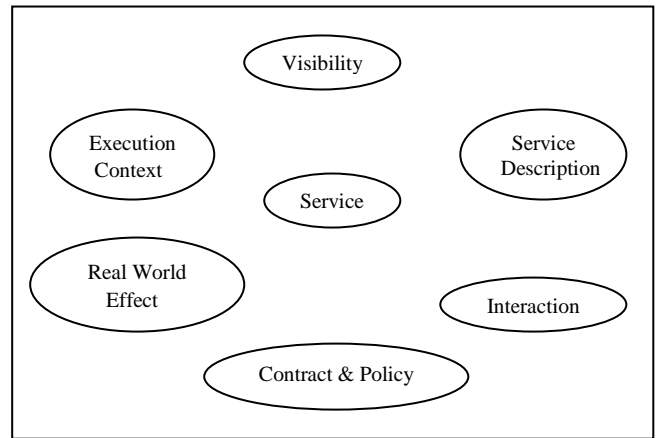 Visibility
Execution
Context
Service
Description
Service
Real World
Effect
Interaction
Contract & Policy